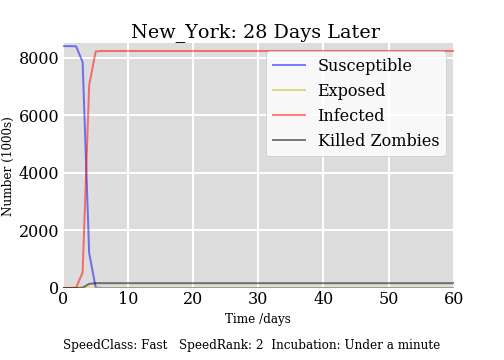 New_York: 28 Days Later
8000
6000
4000
2000
0
Number (1000s)
Susceptible
Exposed
Infected
Killed Zombies
0 10 20 30 40 50 60
Time /days
SpeedClass: Fast SpeedRank: 2 Incubation: Under a minute